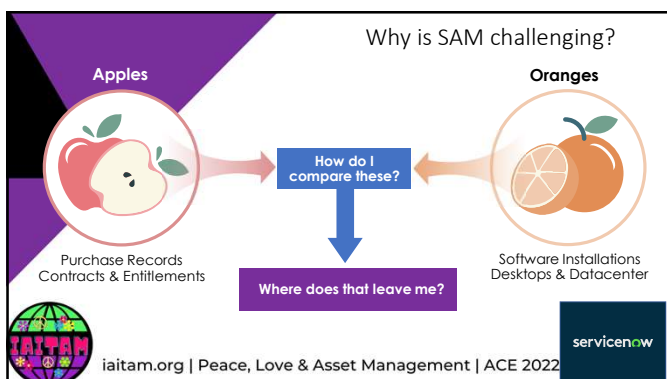 Why is SAM challenging?
Apples
Oranges
How do I
compare these?
Purchase Records
Contracts & Entitlements
Software Installations
Desktops & Datacenter
Where does that leave me?
IAITAM
iaitam.org | Peace, Love & Asset Management | ACE 2022
servicenow